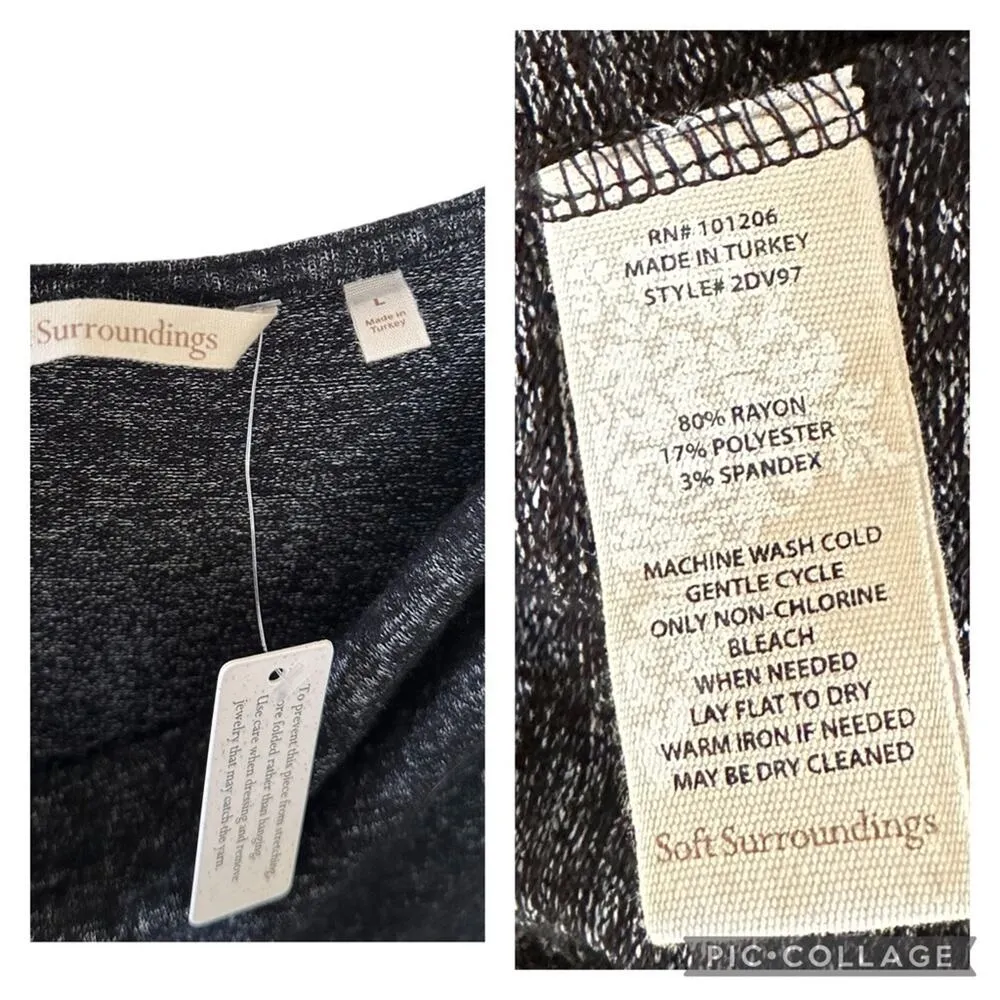 Surroundings
L
Made in
Turkey
To prevent this piece from stretching,
ore folded rather than hanging.
Use care when dressing and remove
jewelry that may catch the yarn.
RN# 101206
MADE IN TURKEY
STYLE# 2DV97
80% RAYON
17% POLYESTER
3% SPANDEX
MACHINE WASH COLD
GENTLE CYCLE
ONLY NON-CHLORINE
BLEACH
WHEN NEEDED
LAY FLAT TO DRY
WARM IRON IF NEEDED
MAY BE DRY CLEANED
Soft Surroundings
PIC•COLLAGE